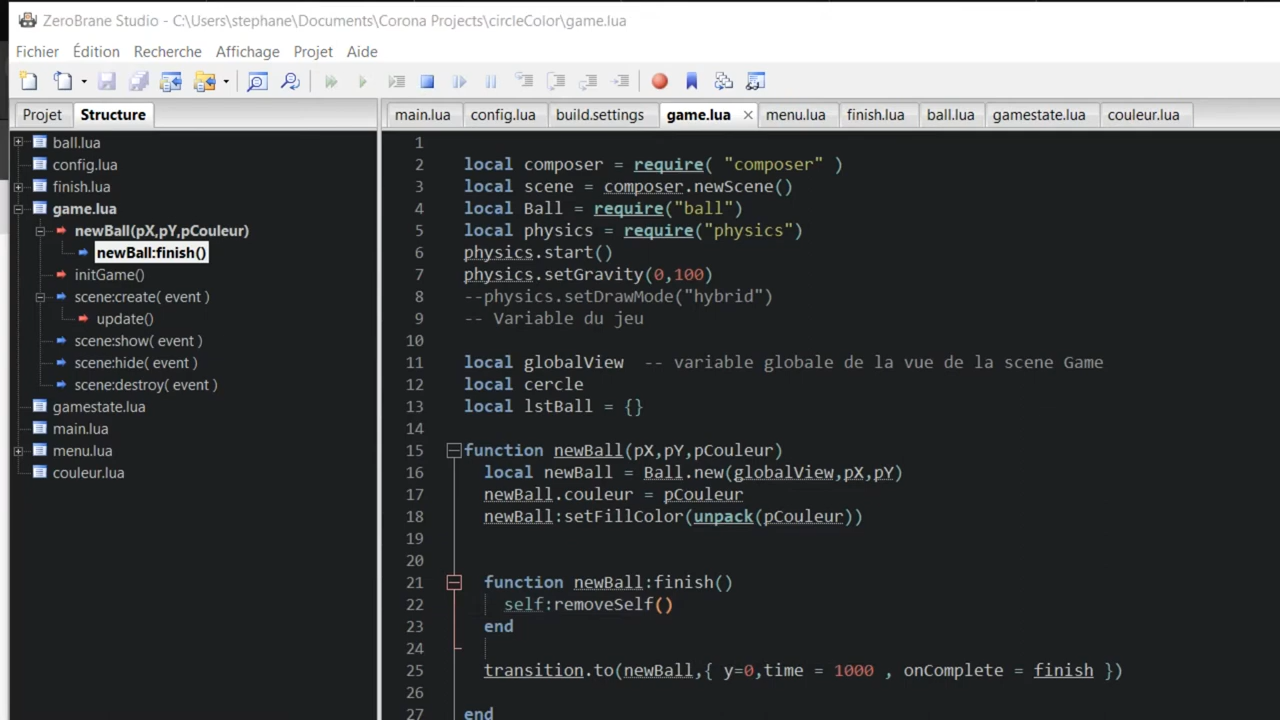 ZeroBrane Studio - C:\Users\stephane\Documents\Corona Projects\circleColor\game.lua
Fichier Édition Recherche Affichage Projet Aide
Projet Structure
main.lua config.lua build.settings game.lua menu.lua finish.lua ball.lua gamestate.lua couleur.lua
ball.lua
config.lua
finish.lua
game.lua
newBall(pX,pY,pCouleur)
newBall:finish()
initGame()
scene:create( event )
update()
scene:show( event )
scene:hide( event )
scene:destroy( event )
gamestate.lua
main.lua
menu.lua
couleur.lua
1
2 local composer = require( "composer" )
3 local scene = composer.newScene()
4 local Ball = require("ball")
5 local physics = require("physics")
6 physics.start()
7 physics.setGravity(0,100)
8 --physics.setDrawMode("hybrid")
9 -- Variable du jeu
10
11 local globalView -- variable globale de la vue de la scene Game
12 local cercle
13 local lstBall = {}
14
15 function newBall(pX,pY,pCouleur)
16 local newBall = Ball.new(globalView,pX,pY)
17 newBall.couleur = pCouleur
18 newBall:setFillColor(unpack(pCouleur))
19
20
21 function newBall:finish()
22 self:removeSelf()
23 end
24
25 transition.to(newBall,{ y=0,time = 1000 , onComplete = finish })
26
27 end